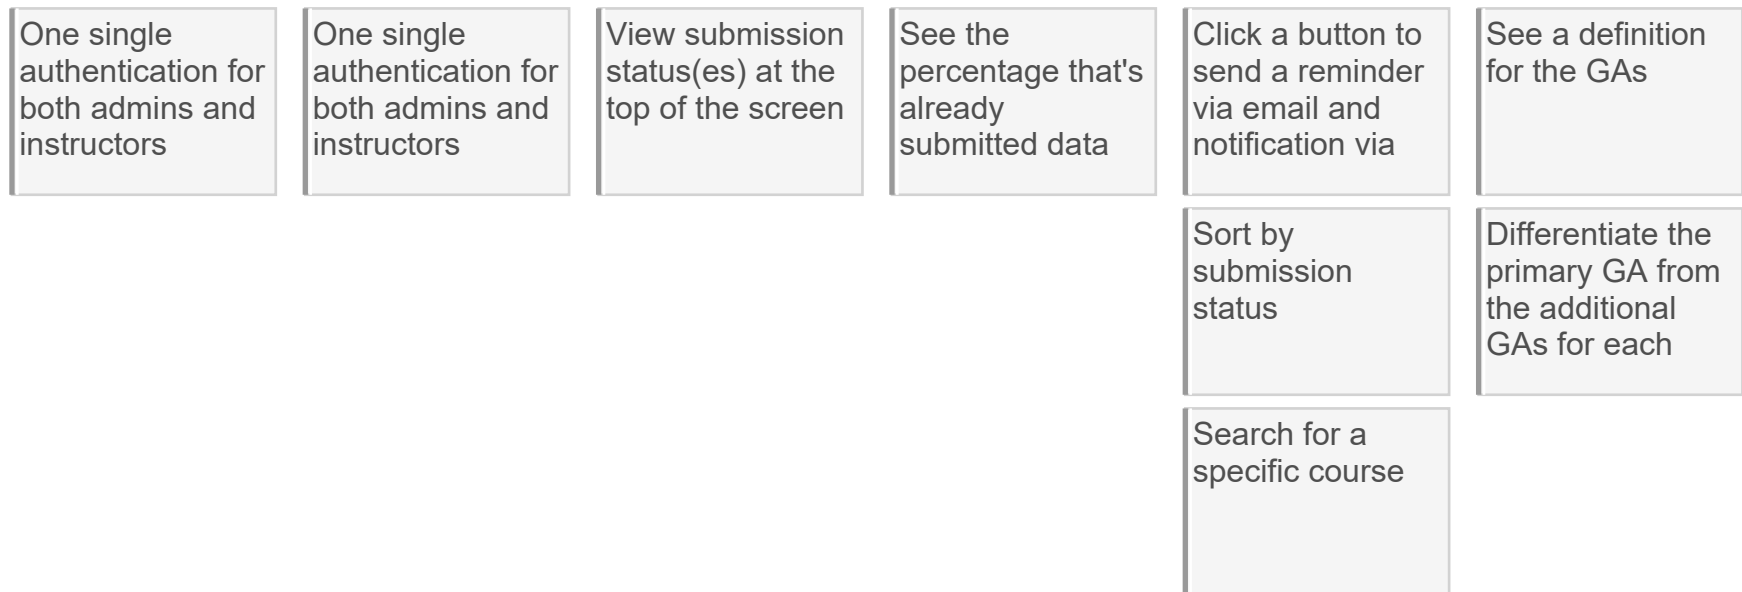 One single
authentication for
both admins and
instructors
One single
authentication for
both admins and
instructors
View submission
status(es) at the
top of the screen
See the
percentage that's
already
submitted data
Click a button to
send a reminder
via email and
notification via
See a definition
for the GAs
Sort by
submission
status
Differentiate the
primary GA from
the additional
GAs for each
Search for a
specific course